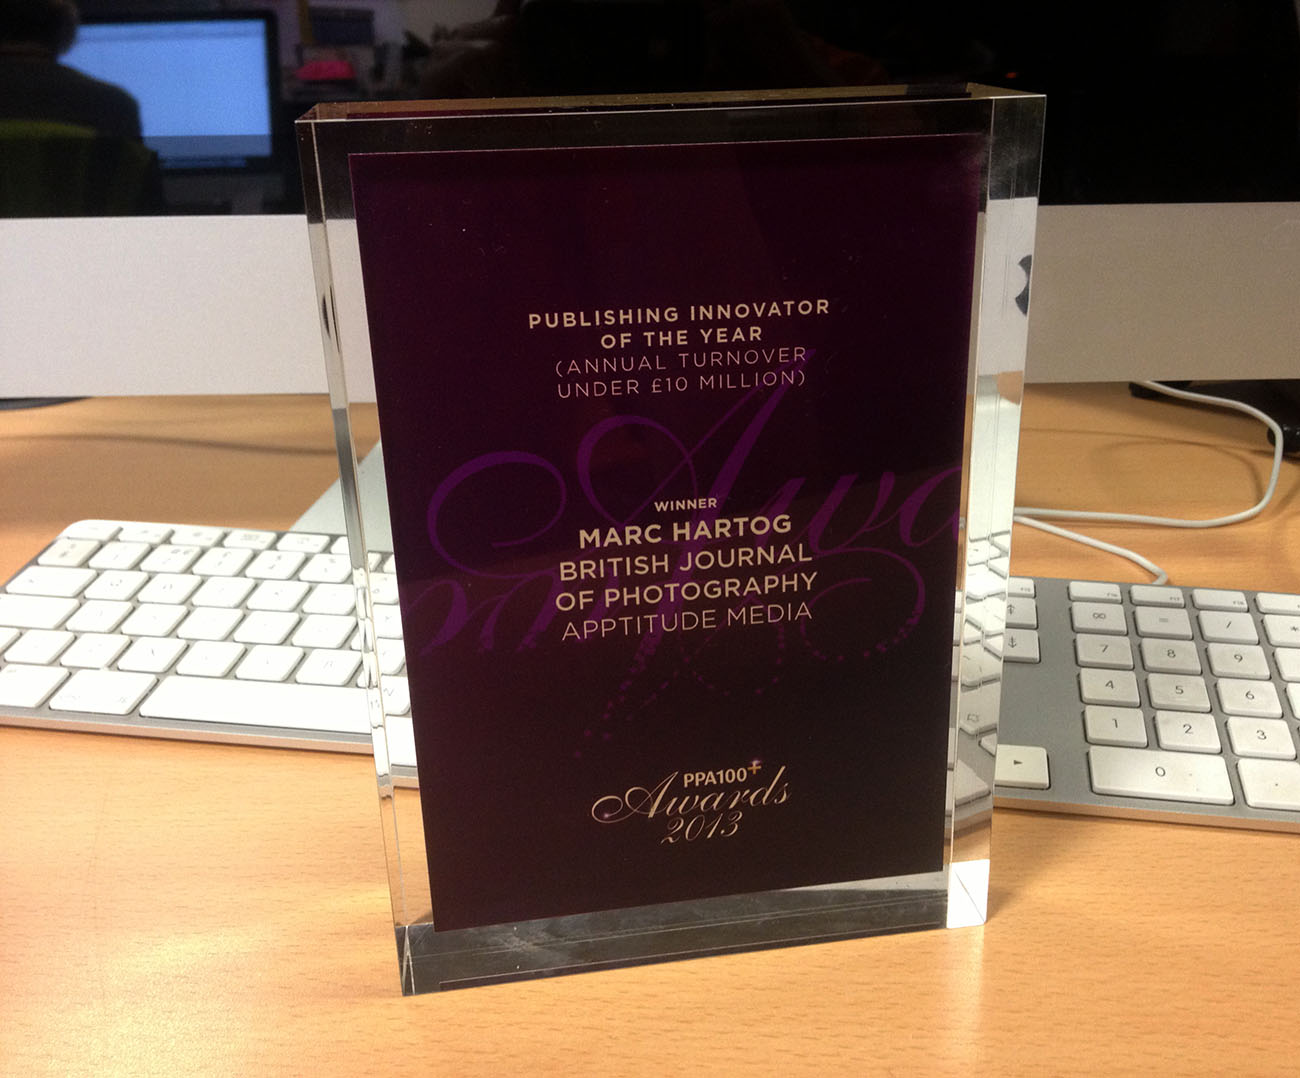 PUBLISHING INNOVATOR
OF THE YEAR
(ANNUAL TURNOVER
UNDER £10 MILLION)
WINNER
MARC HARTOG
BRITISH JOURNAL
OF PHOTOGRAPHY
APPTITUDE MEDIA
PPA100+
Awards
2013
= / *
7 8 9
4 5 6
1 2 3
0 .